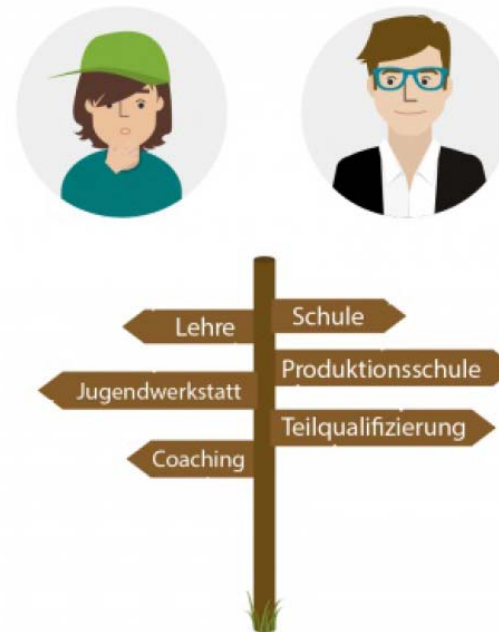 Lehre
Schule
Jugendwerkstatt
Produktionsschule
Coaching
Teilqualifizierung